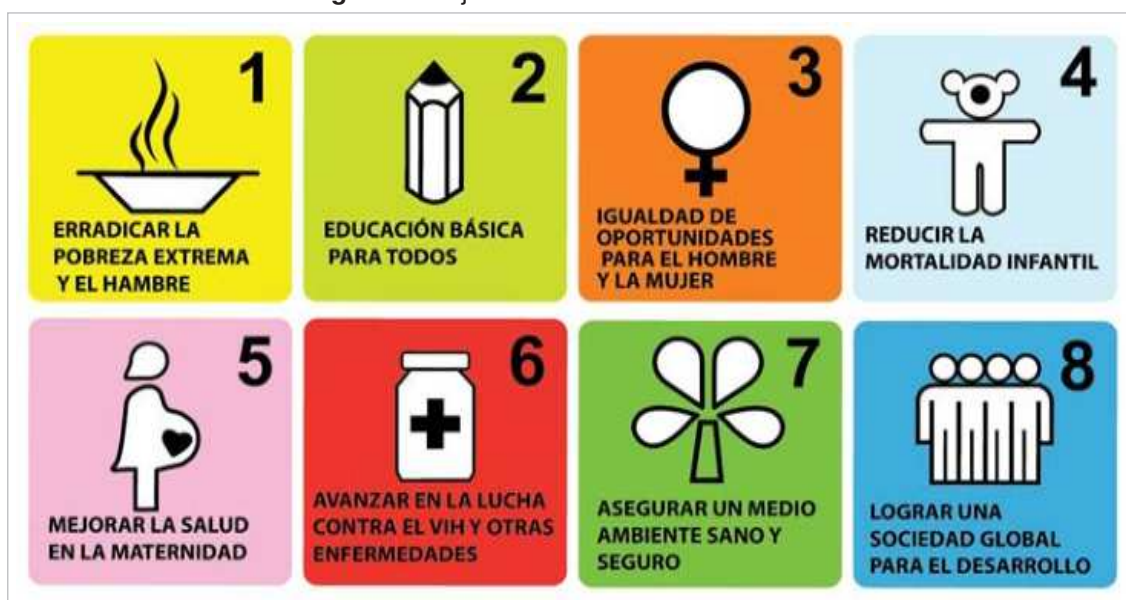 1
ERRADICAR LA
POBREZA EXTREMA
Y EL HAMBRE
2
EDUCACIÓN BÁSICA
PARA TODOS
3
IGUALDAD DE
OPORTUNIDADES
PARA EL HOMBRE
Y LA MUJER
4
REDUCIR LA
MORTALIDAD INFANTIL
5
MEJORAR LA SALUD
EN LA MATERNIDAD
6
AVANZAR EN LA LUCHA
CONTRA EL VIH Y OTRAS
ENFERMEDADES
7
ASEGURAR UN MEDIO
AMBIENTE SANO Y
SEGURO
8
LOGRAR UNA
SOCIEDAD GLOBAL
PARA EL DESARROLLO